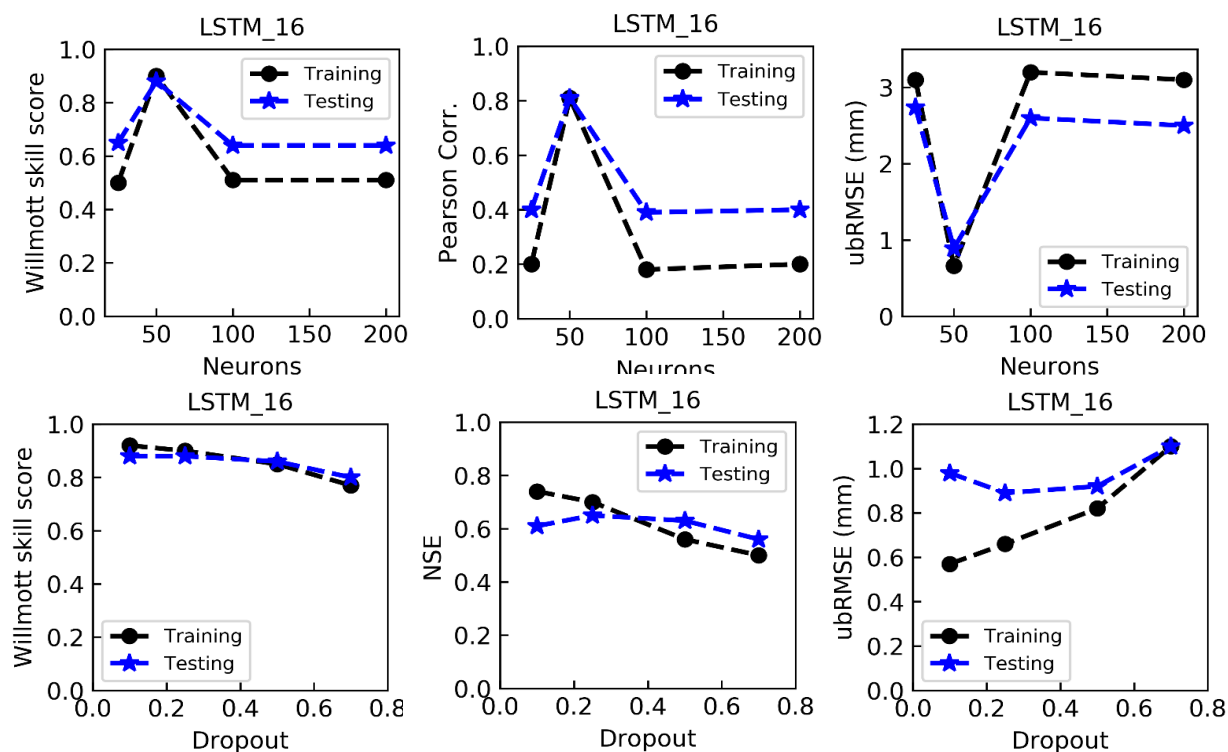 LSTM_16
Willmott skill score
1.0
0.8
0.6
0.4
0.2
0.0
Training
Testing
50 100 150 200
Neurons
LSTM_16
Pearson Corr.
1.0
0.8
0.6
0.4
0.2
0.0
Training
Testing
50 100 150 200
Neurons
LSTM_16
ubRMSE (mm)
3
2
1
0
Training
Testing
50 100 150 200
Neurons
LSTM_16
Willmott skill score
1.0
0.8
0.6
0.4
0.2
0.0
Training
Testing
0.0 0.2 0.4 0.6 0.8
Dropout
LSTM_16
NSE
1.0
0.8
0.6
0.4
0.2
0.0
Training
Testing
0.0 0.2 0.4 0.6 0.8
Dropout
LSTM_16
ubRMSE (mm)
1.2
1.0
0.8
0.6
0.4
0.2
0.0
Training
Testing
0.0 0.2 0.4 0.6 0.8
Dropout